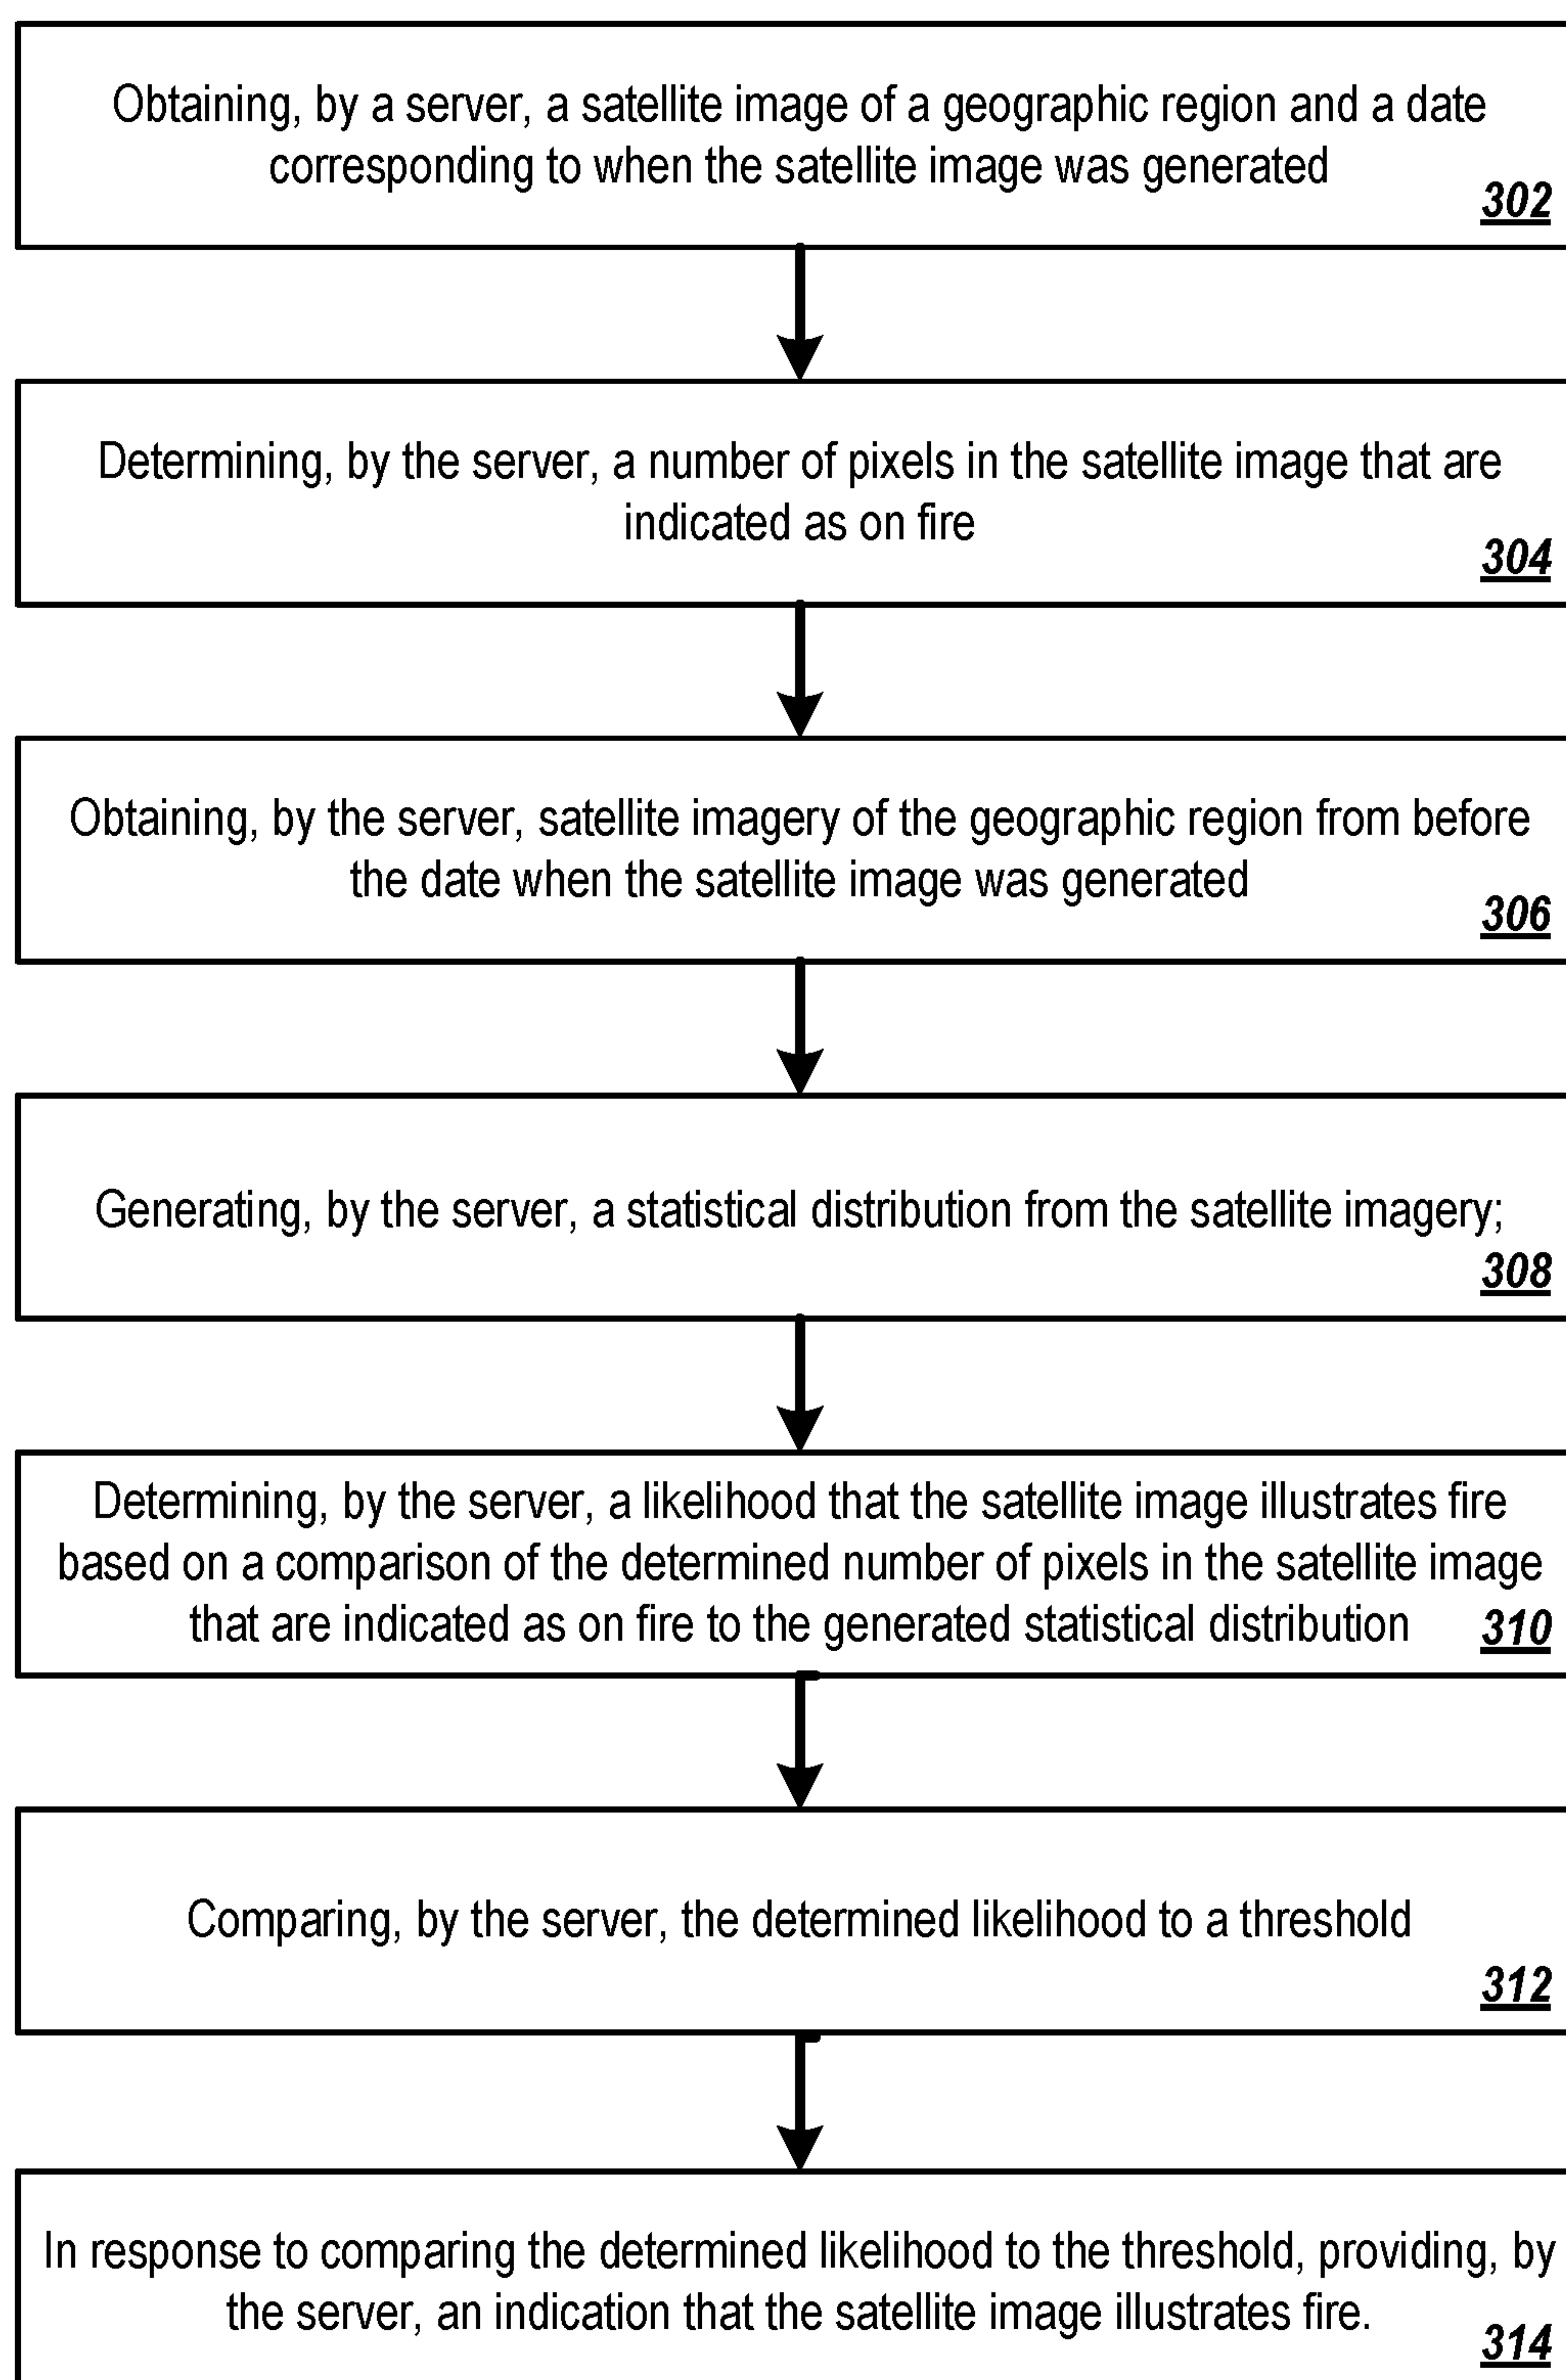 Obtaining, by a server, a satellite image of a geographic region and a date
corresponding to when the satellite image was generated
302
Determining, by the server, a number of pixels in the satellite image that are
indicated as on fire
304
Obtaining, by the server, satellite imagery of the geographic region from before
the date when the satellite image was generated
306
Generating, by the server, a statistical distribution from the satellite imagery;
308
Determining, by the server, a likelihood that the satellite image illustrates fire
based on a comparison of the determined number of pixels in the satellite image
that are indicated as on fire to the generated statistical distribution
310
Comparing, by the server, the determined likelihood to a threshold
312
In response to comparing the determined likelihood to the threshold, providing, by
the server, an indication that the satellite image illustrates fire.
314